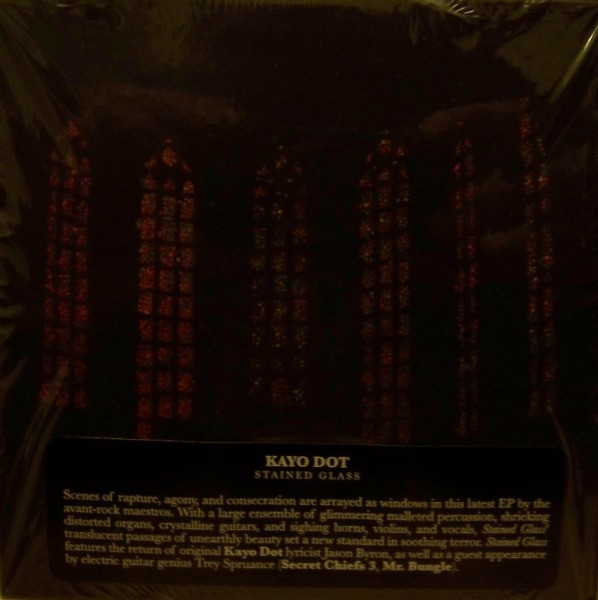 KAYO DOT
STAINED GLASS
Scenes of rapture, agony, and consecration are arrayed as windows in this latest EP by the
avant-rock maestros. With a large ensemble of glimmering malleted percussion, shrieking
distorted organs, crystalline guitars, and sighing horns, violins, and vocals, Stained Glass'
translucent passages of unearthly beauty set a new standard in soothing terror. Stained Glass
features the return of original Kayo Dot lyricist Jason Byron, as well as a guest appearance
by electric guitar genius Trey Spruance (Secret Chiefs 3, Mr. Bungle).